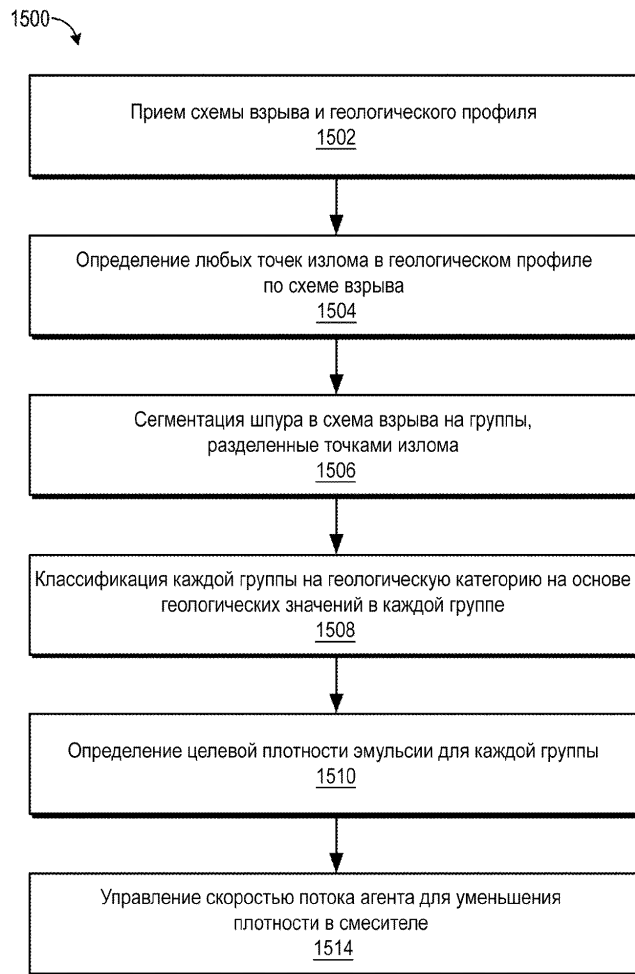 1500
Прием схемы взрыва и геологического профиля
1502
Определение любых точек излома в геологическом профиле
по схеме взрыва
1504
Сегментация шпура в схема взрыва на группы,
разделенные точками излома
1506
Классификация каждой группы на геологическую категорию на основе
геологических значений в каждой группе
1508
Определение целевой плотности эмульсии для каждой группы
1510
Управление скоростью потока агента для уменьшения
плотности в смесителе
1514